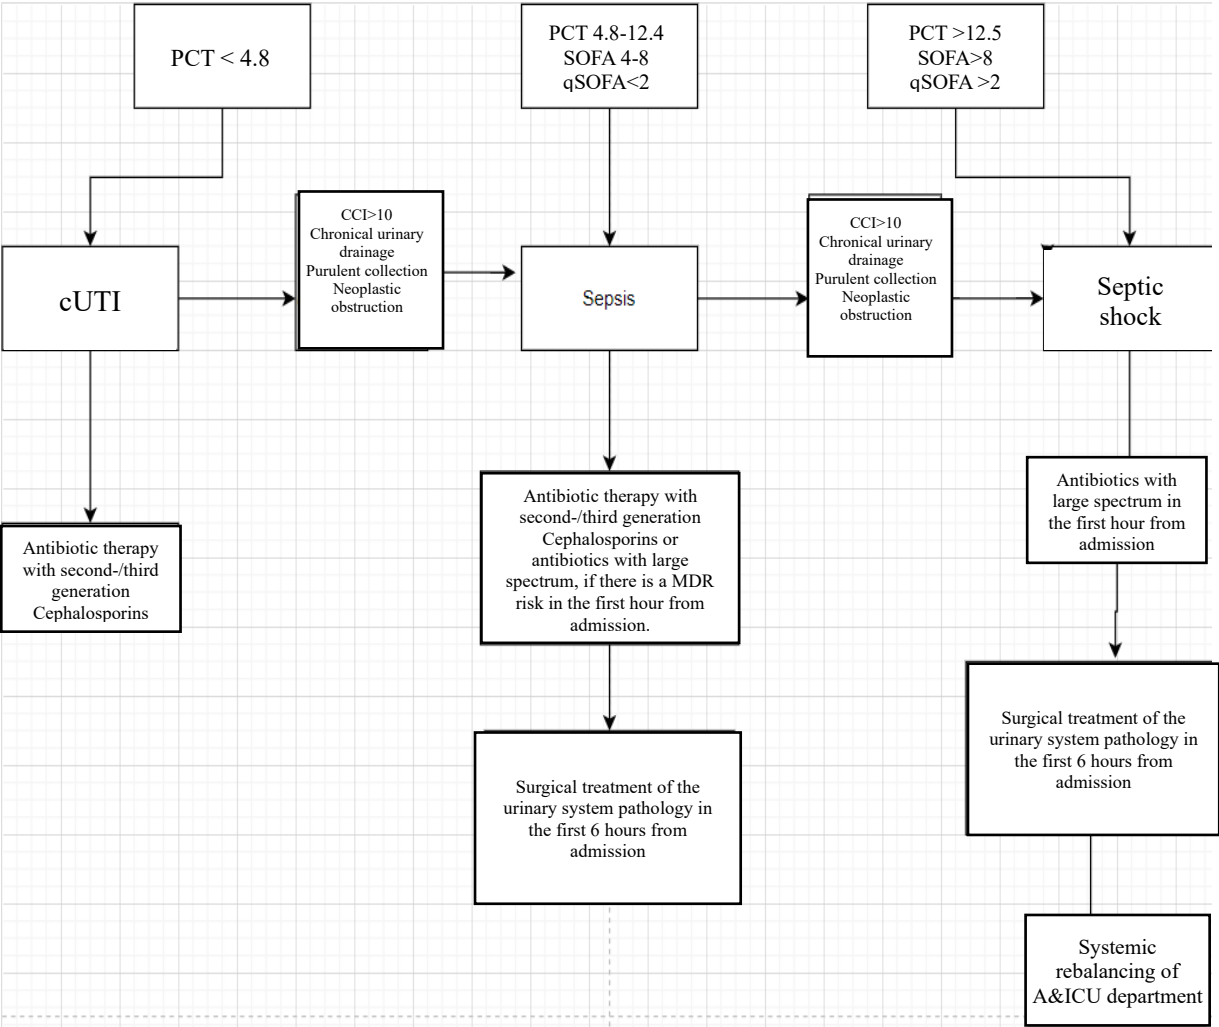 PCT < 4.8
PCT 4.8-12.4
SOFA 4-8
qSOFA<2
PCT >12.5
SOFA>8
qSOFA >2
cUTI
CCI>10
Chronical urinary
drainage
Purulent collection
Neoplastic
obstruction
Sepsis
CCI>10
Chronical urinary
drainage
Purulent collection
Neoplastic
obstruction
Septic
shock
Antibiotic therapy
with second-/third
generation
Cephalosporins
Antibiotic therapy with
second-/third generation
Cephalosporins or
antibiotics with large
spectrum, if there is a MDR
risk in the first hour from
admission.
Antibiotics with
large spectrum in
the first hour from
admission
Surgical treatment of the
urinary system pathology in
the first 6 hours from
admission
Surgical treatment of the
urinary system pathology in
the first 6 hours from
admission
Systemic
rebalancing of
A&ICU department